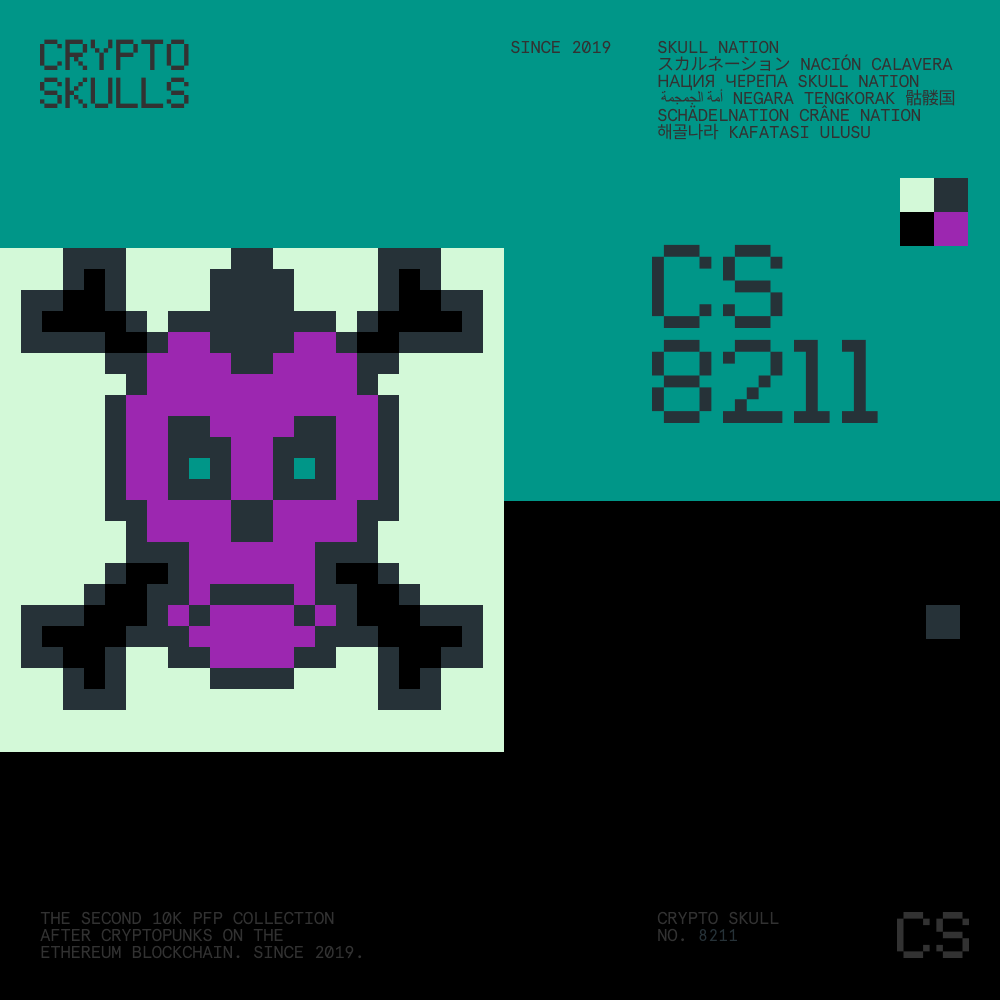 CRYPTO
SKULLS
SINCE 2019
SKULL NATION
スカルネーション NACIÓN CALAVERA
НАЦИЯ ЧЕРЕПА SKULL NATION
أمة الجمجمة NEGARA TENGKORAK 骷髅国
SCHÄDELNATION CRÂNE NATION
해골나라 KAFATASI ULUSU
CS
8211
THE SECOND 10K PFP COLLECTION
AFTER CRYPTOPUNKS ON THE
ETHEREUM BLOCKCHAIN. SINCE 2019.
CRYPTO SKULL
NO. 8211
CS